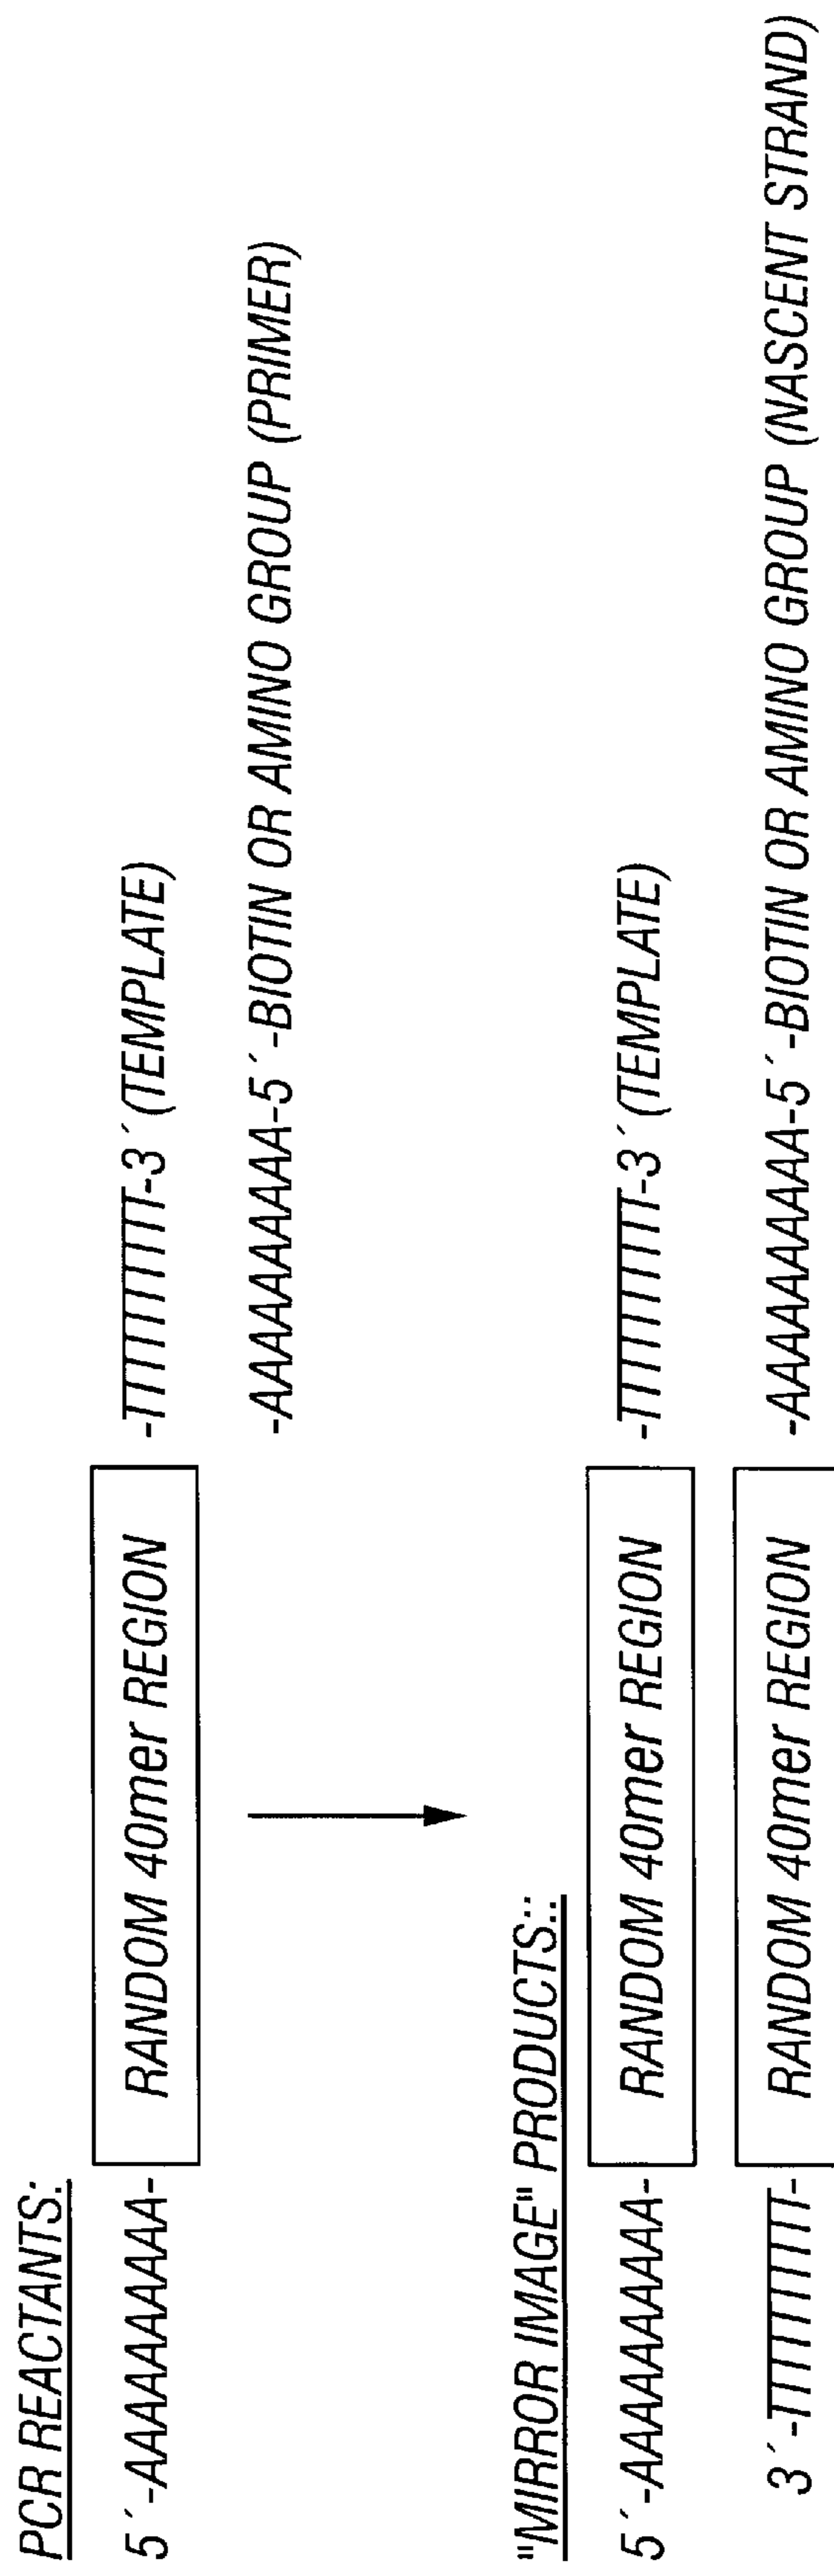 PCR REACTANTS:
5´-AAAAAAAAAA- RANDOM 40mer REGION -TTTTTTTTTT-3´(TEMPLATE)
-AAAAAAAAAA-5´-BIOTIN OR AMINO GROUP (PRIMER)
"MIRROR IMAGE" PRODUCTS::
5´-AAAAAAAAAA- RANDOM 40mer REGION -TTTTTTTTTT-3´(TEMPLATE)
3´-TTTTTTTTTT- RANDOM 40mer REGION -AAAAAAAAAA-5´-BIOTIN OR AMINO GROUP (NASCENT STRAND)